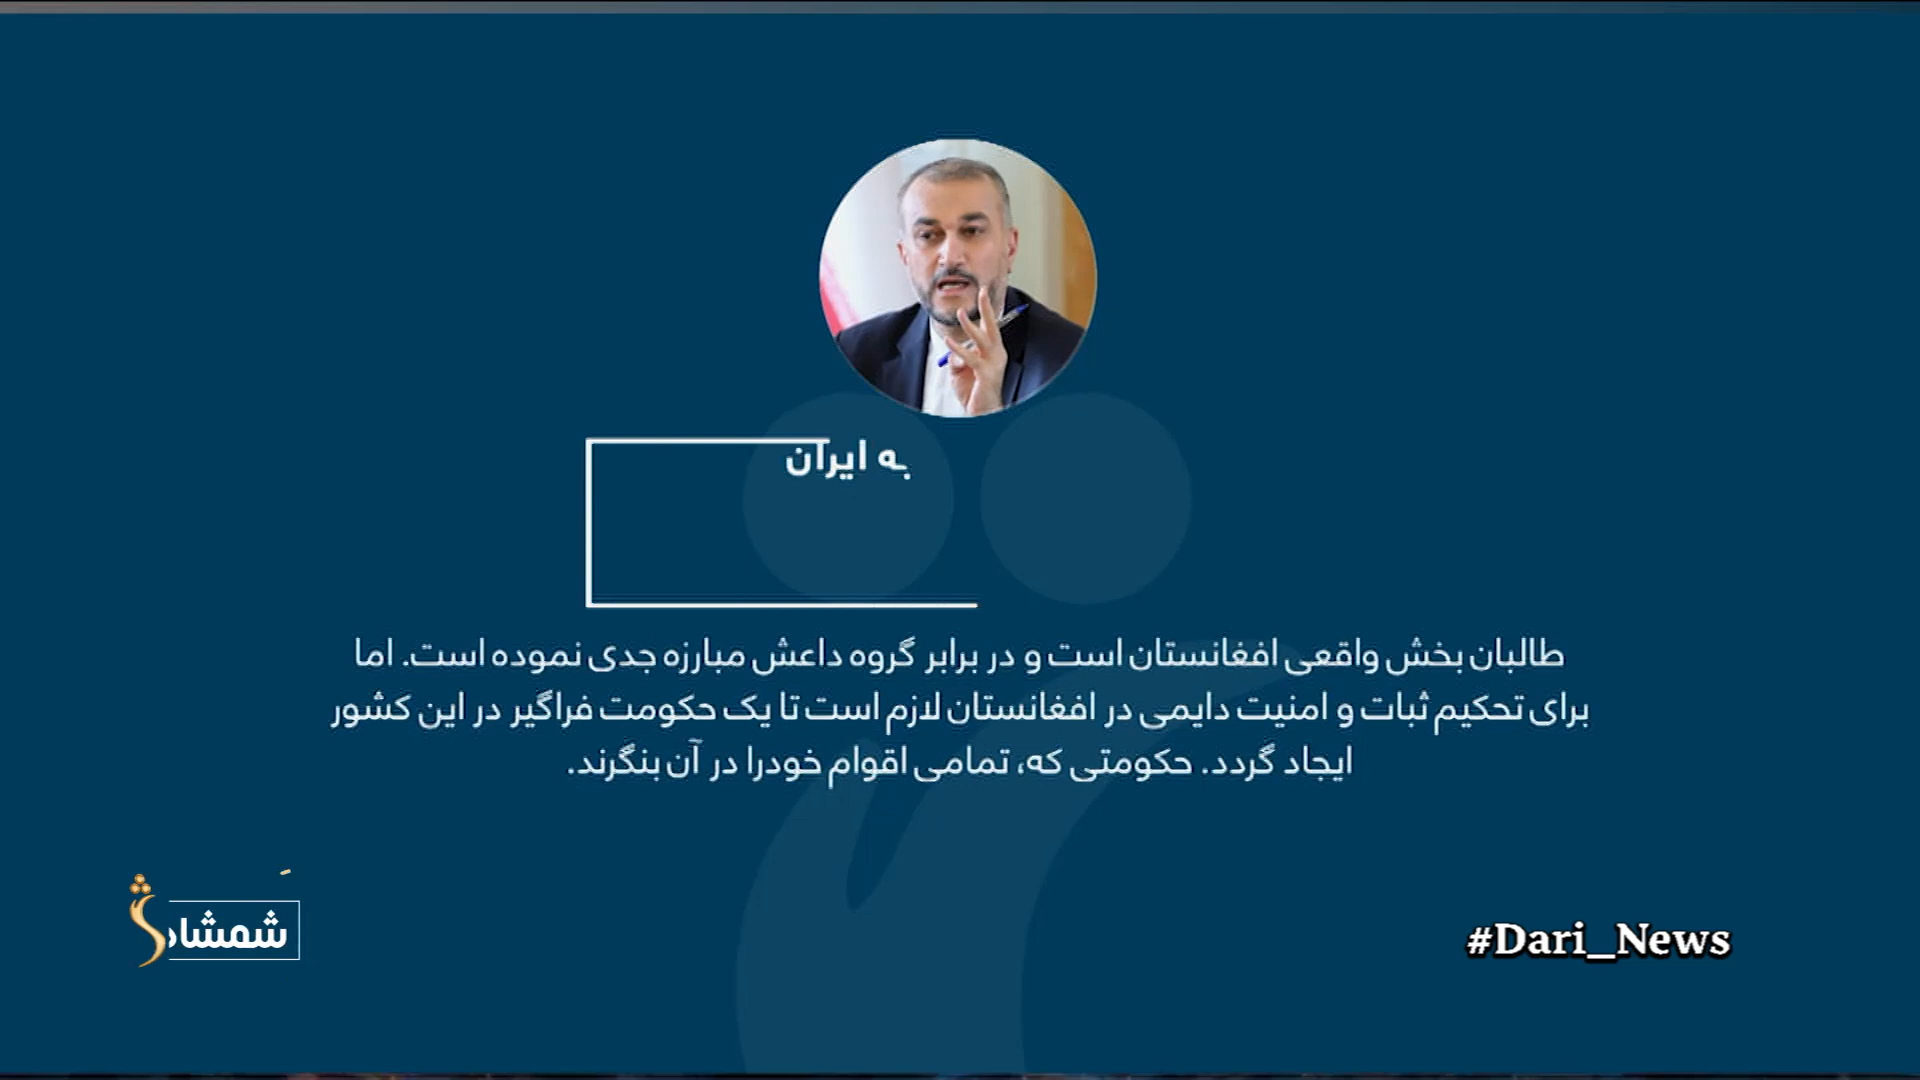 ﻪ ایران
طالبان بخش واقعی افغانستان است و در برابر گروه داعش مبارزه جدی نموده است. اما
برای تحکیم ثبات و امنیت دایمی در افغانستان لازم است تا یک حکومت فراگیر در این کشور
ایجاد گردد. حکومتی که، تمامی اقوام خودرا در آن بنگرند.
شمشاد
#Dari_News